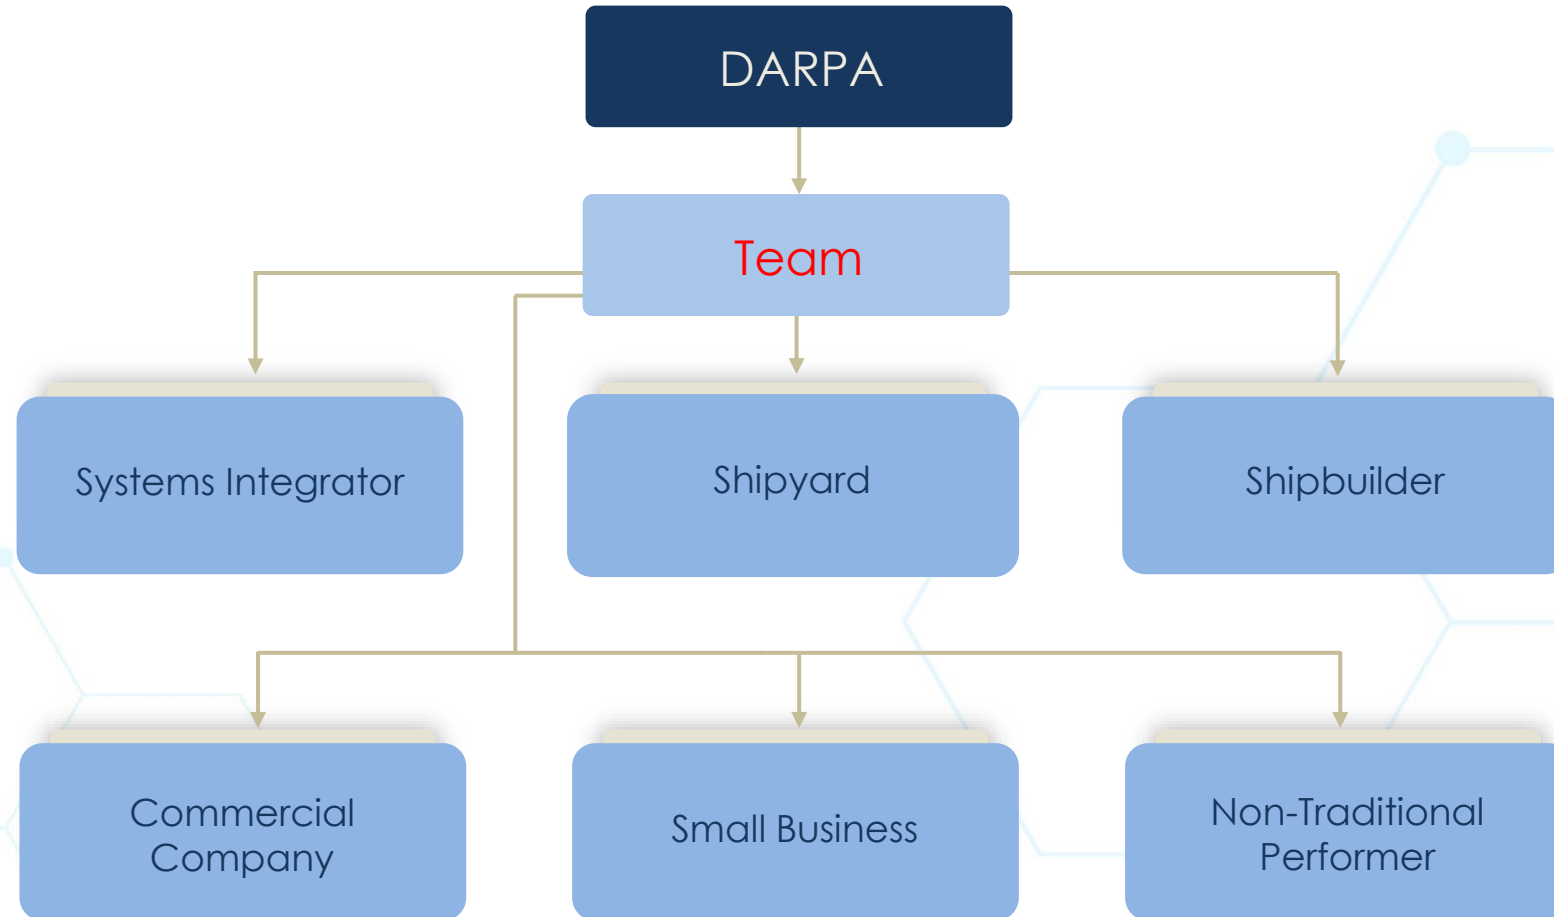 DARPA
Team
Systems Integrator
Shipyard
Shipbuilder
Commercial
Company
Small Business
Non-Traditional
Performer